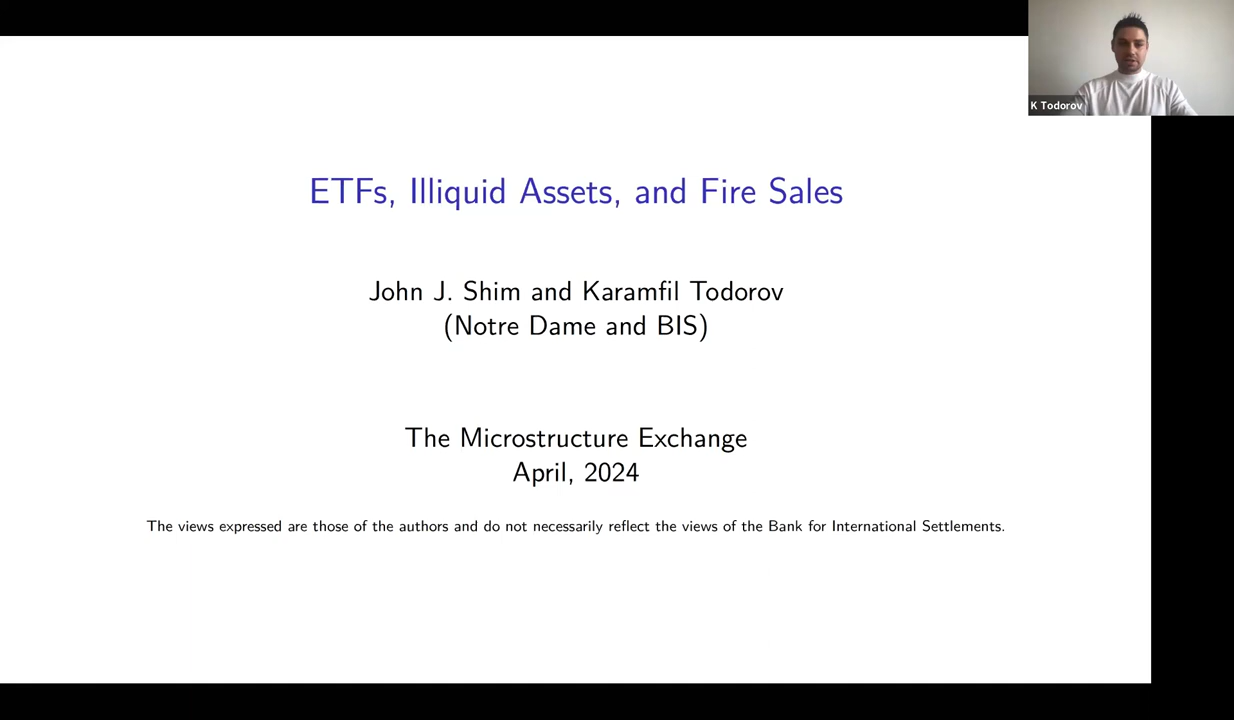 K Todorov
ETFs, Illiquid Assets, and Fire Sales
John J. Shim and Karamfil Todorov
(Notre Dame and BIS)
The Microstructure Exchange
April, 2024
The views expressed are those of the authors and do not necessarily reflect the views of the Bank for International Settlements.